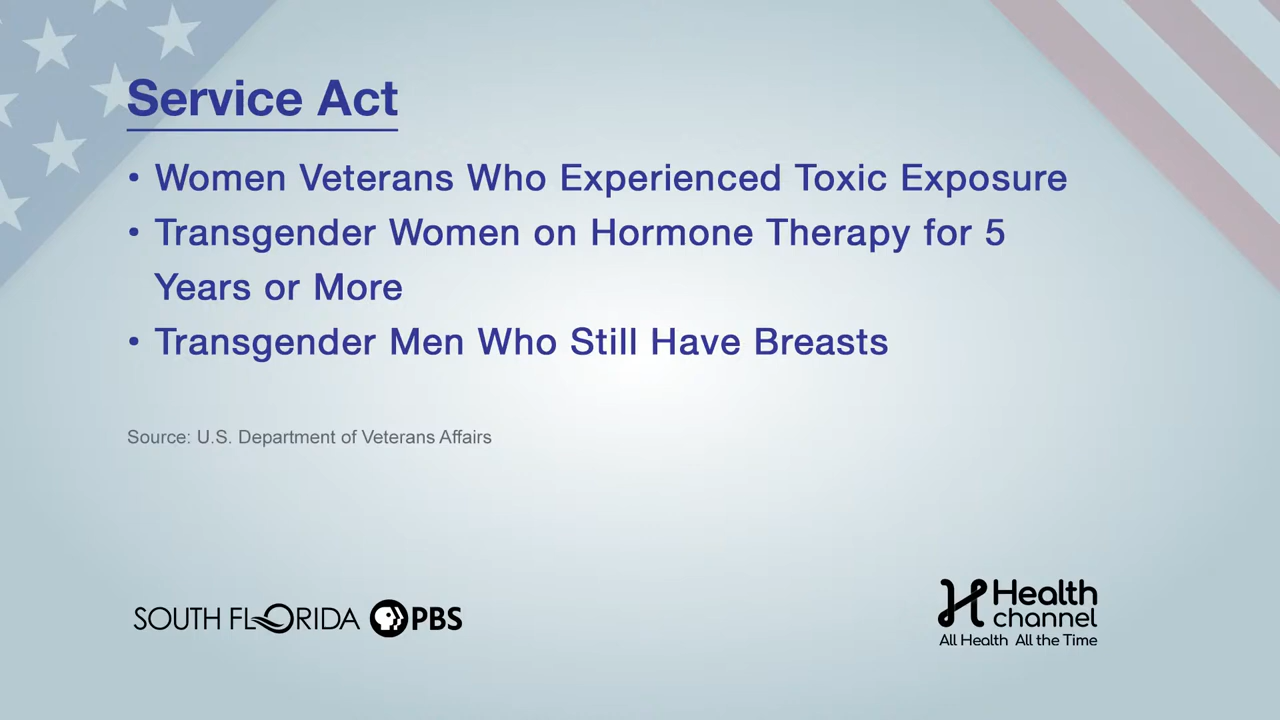 Service Act
• Women Veterans Who Experienced Toxic Exposure
• Transgender Women on Hormone Therapy for 5
Years or More
• Transgender Men Who Still Have Breasts
Source: U.S. Department of Veterans Affairs
SOUTH FLORIDA PBS
Health
channel
All Health All the Time